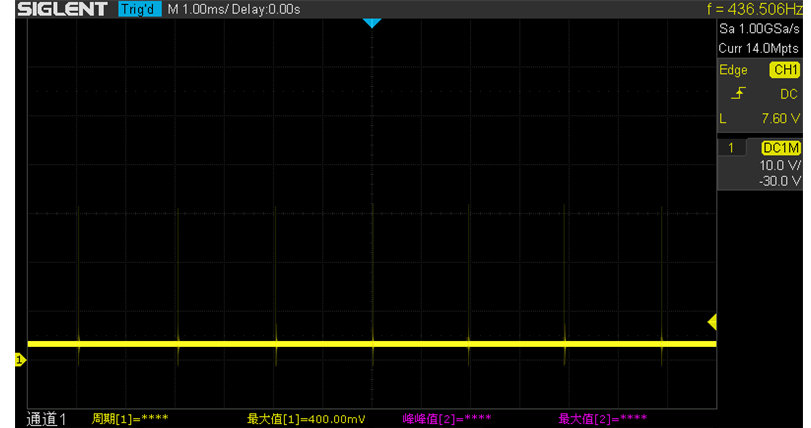 SIGLENT Trig'd M 1.00ms/ Delay:0.00s f = 436.506Hz
Sa 1.00GSa/s
Curr 14.0Mpts
Edge CH1
DC
L 7.60 V
1 DC1M
10.0 V/
-30.0 V
1
通道1 周期[1]=**** 最大值[1]=400.00mV 峰峰值[2]=**** 最大值[2]=****